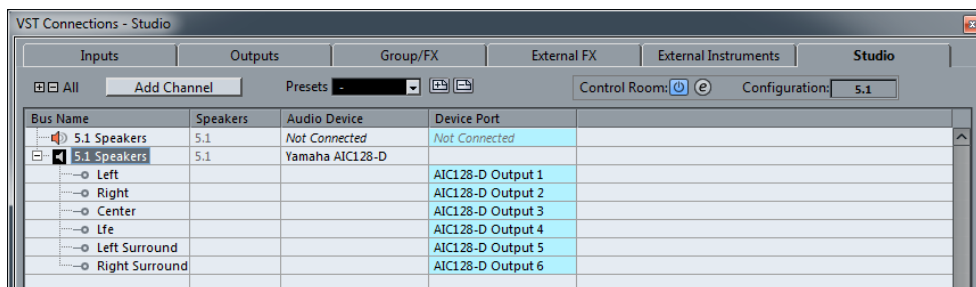 VST Connections - Studio
Inputs Outputs Group/FX External FX External Instruments Studio
All Add Channel Presets - Control Room: e Configuration: 5.1
Bus Name Speakers Audio Device Device Port
5.1 Speakers 5.1 Not Connected Not Connected
5.1 Speakers 5.1 Yamaha AIC128-D
Left AIC128-D Output 1
Right AIC128-D Output 2
Center AIC128-D Output 3
Lfe AIC128-D Output 4
Left Surround AIC128-D Output 5
Right Surround AIC128-D Output 6